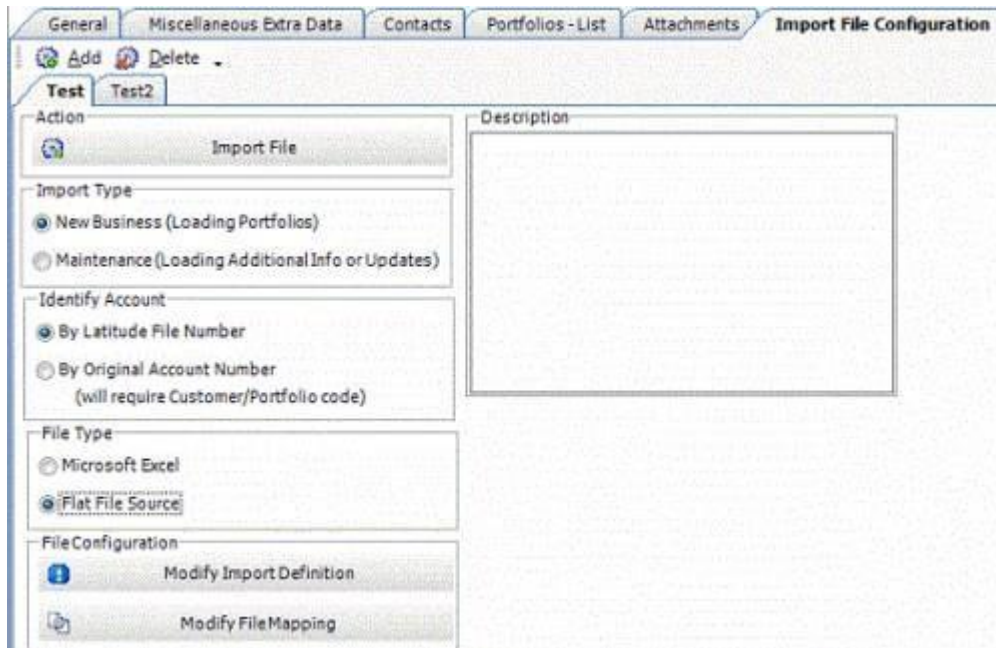 General Miscellaneous Extra Data Contacts Portfolios - List Attachments Import File Configuration
Add Delete
Test Test2
Action
Import File
Description
Import Type
New Business (Loading Portfolios)
Maintenance (Loading Additional Info or Updates)
Identify Account
By Latitude File Number
By Original Account Number
(will require Customer/Portfolio code)
File Type
Microsoft Excel
Flat File Source
File Configuration
Modify Import Definition
Modify File Mapping